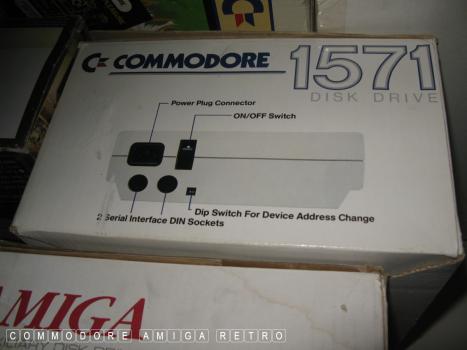 COMMODORE 1571
DISK DRIVE
Power Plug Connector
ON/OFF Switch
Dip Switch For Device Address Change
2 Serial Interface DIN Sockets
AMIGA
COMMODORE AMIGA RETRO